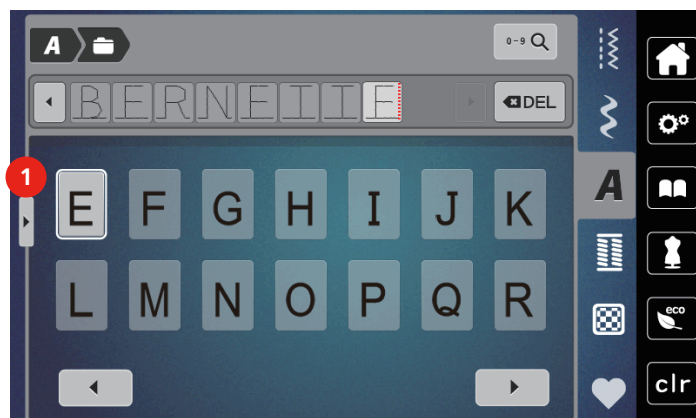 A
0-9
BERNETTE
DEL
1
E F G H I J K
A
L M N O P Q R
eco
clr